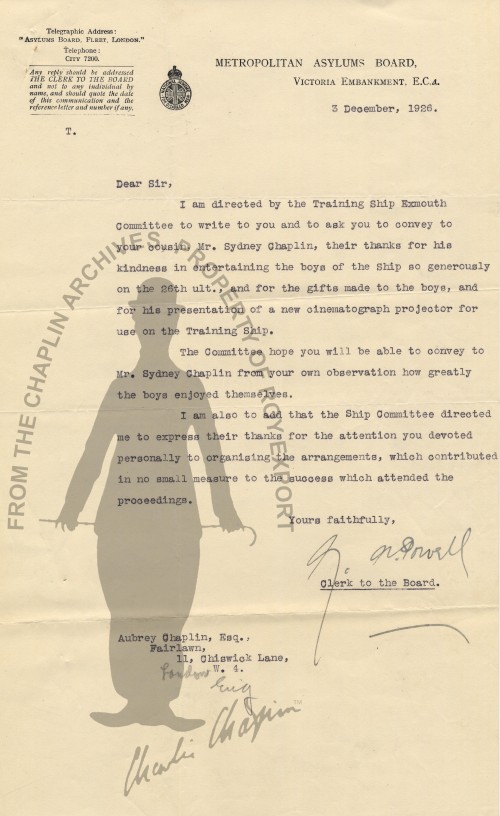 Telegraphic Address:
"ASYLUMS BOARD, FLEET, LONDON."
Telephone:
CITY 7200.
Any reply should be addressed
THE CLERK TO THE BOARD
and not to any individual by
name, and should quote the date
of this communication and the
reference letter and number if any.
T.
METROPOLITAN ASYLUMS BOARD,
VICTORIA EMBANKMENT, E.C.4.
3 December, 1926.
Dear Sir,
I am directed by the Training Ship Exmouth
Committee to write to you and to ask you to convey to
your cousin, Mr. Sydney Chaplin, their thanks for his
kindness in entertaining the boys of the Ship so generously
on the 26th ult., and for the gifts made to the boys, and
for his presentation of a new cinematograph projector for
use on the Training Ship.
The Committee hope you will be able to convey to
Mr. Sydney Chaplin from your own observation how greatly
the boys enjoyed themselves.
I am also to add that the Ship Committee directed
me to express their thanks for the attention you devoted
personally to organising the arrangements, which contributed
in no small measure to the success which attended the
proceedings.
Yours faithfully,
Powell
Clerk to the Board.
Aubrey Chaplin, Esq.,
Fairlawn,
11, Chiswick Lane,
W. 4.
London
Eng
Charlie Chaplin™
FROM THE CHAPLIN ARCHIVES, PROPERTY OF ROY EXPORT